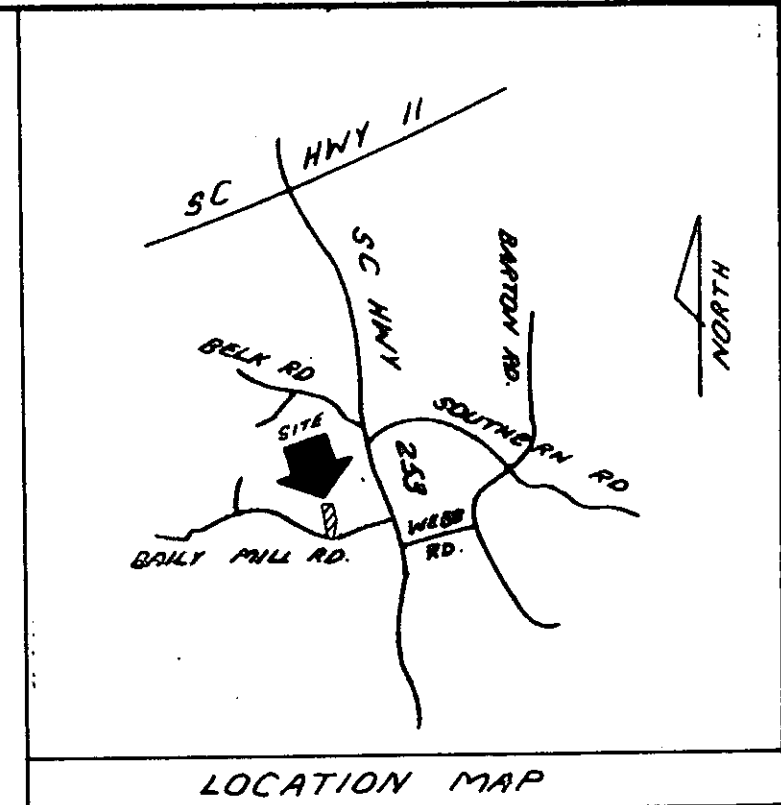 SC HWY 11
SC HWY 253
BARTON RD.
NORTH
BELK RD
SOUTHERN RD
SITE
WEBB RD.
BAILY MILL RD.
LOCATION MAP